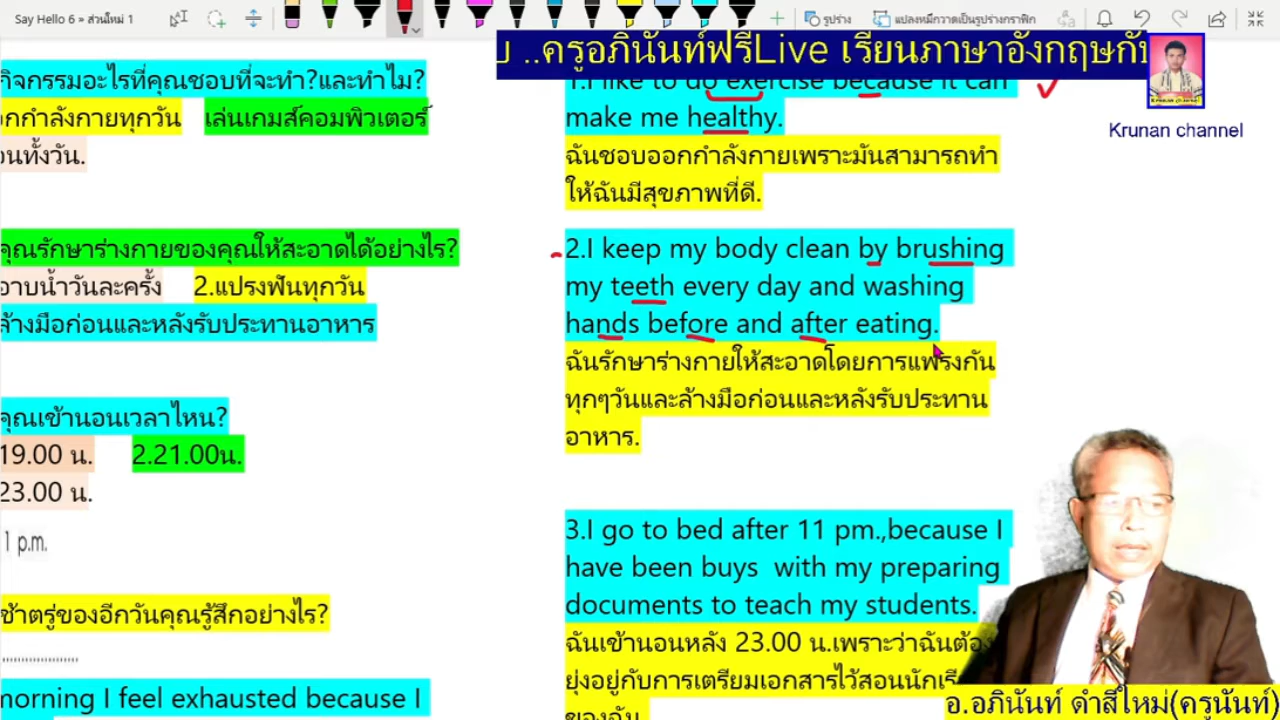 Say Hello 6 » ส่วนใหม่ 1
รูปร่าง
แปลงหมึกวาดเป็นรูปร่างกราฟิก
..ครูอภินันท์ฟรีLive เรียนภาษาอังกฤษกับ
Krunan channel
กิจกรรมอะไรที่คุณชอบที่จะทำ?และทำไม?
อกกำลังกายทุกวัน เล่นเกมส์คอมพิวเตอร์
อนทั้งวัน.
คุณรักษาร่างกายของคุณให้สะอาดได้อย่างไร?
อาบน้ำวันละครั้ง 2.แปรงฟันทุกวัน
ล้างมือก่อนและหลังรับประทานอาหาร
คุณเข้านอนเวลาไหน?
19.00 น. 2.21.00น.
23.00 น.
1 p.m.
ช้าตรู่ของอีกวันคุณรู้สึกอย่างไร?
morning I feel exhausted because I
1.I like to do exercise because it can
make me healthy.
ฉันชอบออกกำลังกายเพราะมันสามารถทำ
ให้ฉันมีสุขภาพที่ดี.
2.I keep my body clean by brushing
my teeth every day and washing
hands before and after eating.
ฉันรักษาร่างกายให้สะอาดโดยการแพรงกัน
ทุกๆวันและล้างมือก่อนและหลังรับประทาน
อาหาร.
3.I go to bed after 11 pm.,because I
have been buys with my preparing
documents to teach my students.
ฉันเข้านอนหลัง 23.00 น.เพราะว่าฉันต้อง
ยุ่งอยู่กับการเตรียมเอกสารไว้สอนนักเรี
ของฉัน
อ.อภินันท์ ดำสีใหม่(ครูนันท์)